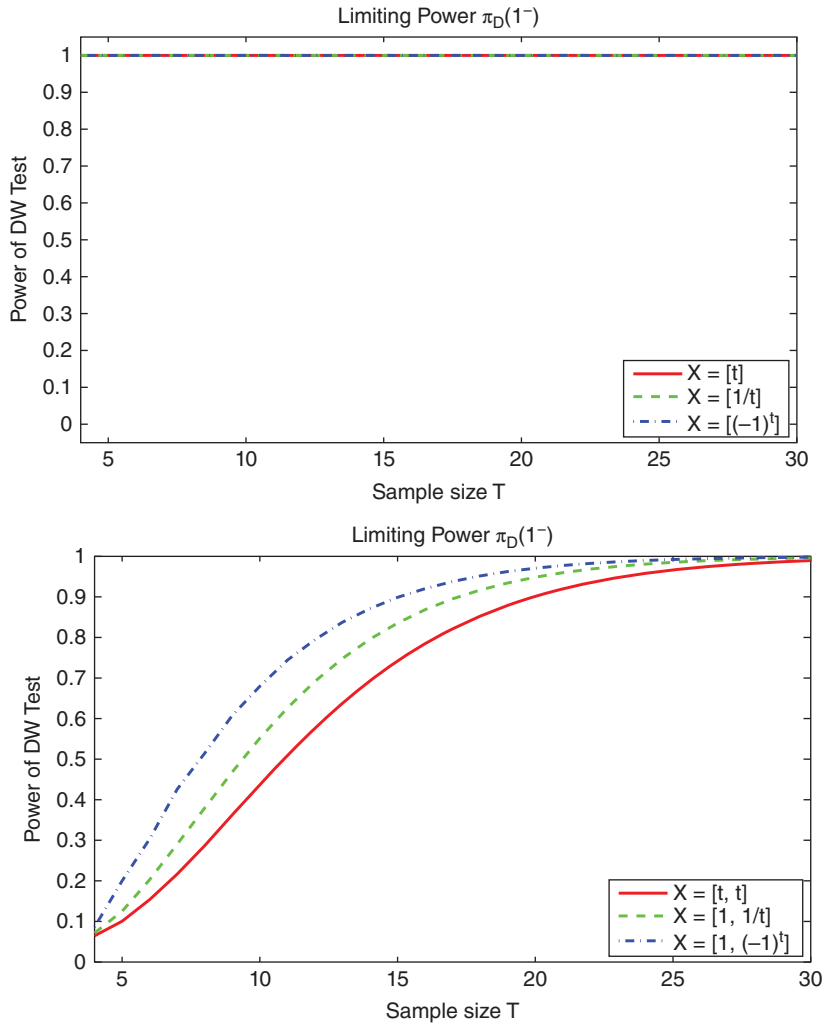 Limiting Power π_D(1⁻)
Power of DW Test
1
0.9
0.8
0.7
0.6
0.5
0.4
0.3
0.2
0.1
0
X = [t]
X = [1/t]
X = [(−1)^t]
5 10 15 20 25 30
Sample size T
Limiting Power π_D(1⁻)
Power of DW Test
1
0.9
0.8
0.7
0.6
0.5
0.4
0.3
0.2
0.1
0
X = [t, t]
X = [1, 1/t]
X = [1, (−1)^t]
5 10 15 20 25 30
Sample size T